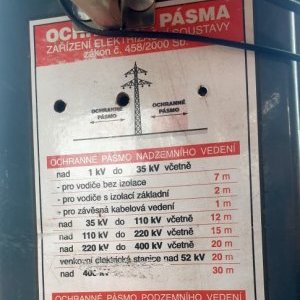 OCHRANNÁ PÁSMA
ZAŘÍZENÍ ELEKTRIZAČNÍ SOUSTAVY
zákon č. 458/2000 Sb.
OCHRANNÉ PÁSMO
OCHRANNÉ PÁSMO
OCHRANNÉ PÁSMO NADZEMNÍHO VEDENÍ
nad 1 kV do 35 kV včetně
- pro vodiče bez izolace 7 m
- pro vodiče s izolací základní 2 m
- pro závěsná kabelová vedení 1 m
nad 35 kV do 110 kV včetně 12 m
nad 110 kV do 220 kV včetně 15 m
nad 220 kV do 400 kV včetně 20 m
venkovní elektrické stanice nad 52 kV 20 m
nad 400 kV 30 m
OCHRANNÉ PÁSMO PODZEMNÍHO VEDENÍ